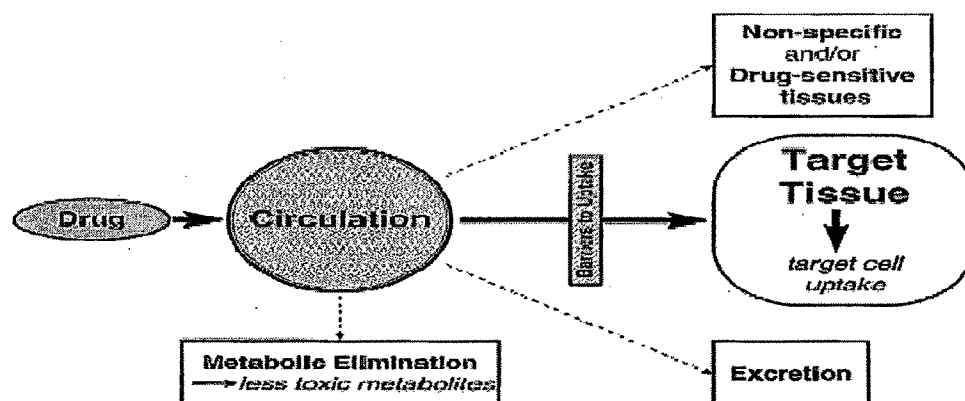 Non-specific
and/or
Drug-sensitive
tissues
Drug
Circulation
Barriers to Uptake
Target
Tissue
target cell
uptake
Metabolic Elimination
less toxic metabolites
Excretion